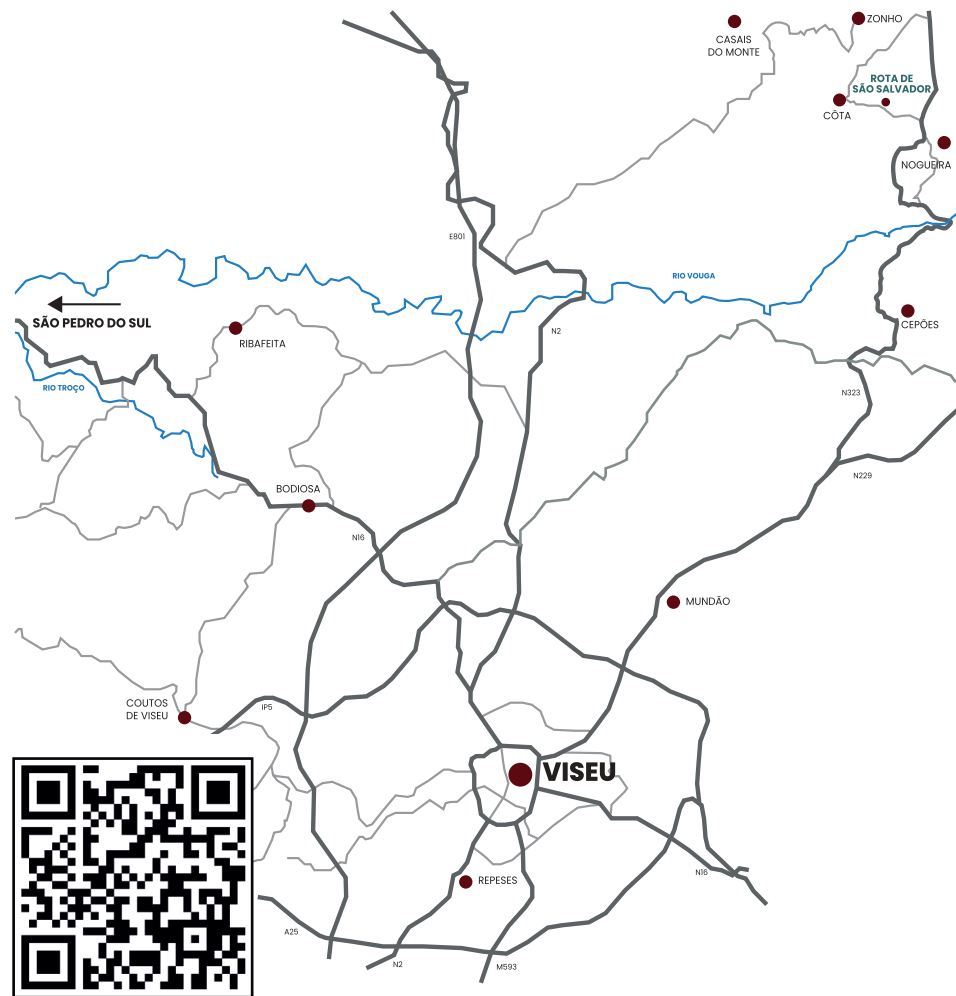 ZONHO
CASAIS
DO MONTE
ROTA DE
SÃO SALVADOR
CÔTA
NOGUEIRA
E801
RIO VOUGA
SÃO PEDRO DO SUL
RIBAFEITA
N2
CEPÕES
RIO TROÇO
N323
N229
BODIOSA
N16
MUNDÃO
COUTOS
DE VISEU
IP5
VISEU
REPESES
N16
A25
N2
M593